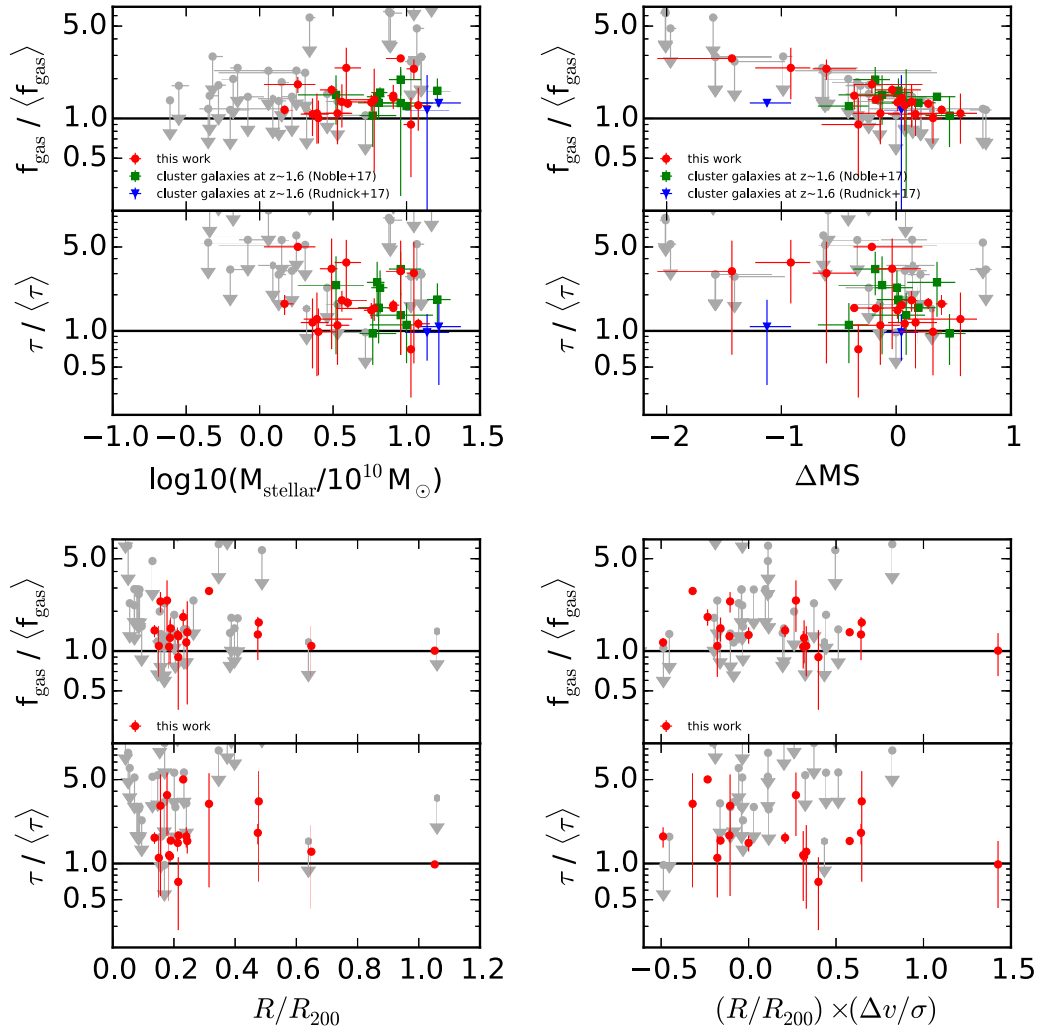 5.0
1.0
0.5
f_gas / ⟨f_gas⟩
this work
cluster galaxies at z~1.6 (Noble+17)
cluster galaxies at z~1.6 (Rudnick+17)
5.0
1.0
0.5
τ / ⟨τ⟩
−1.0 −0.5 0.0 0.5 1.0 1.5
log10(M_stellar/10^10 M_⊙)
5.0
1.0
0.5
f_gas / ⟨f_gas⟩
this work
cluster galaxies at z~1.6 (Noble+17)
cluster galaxies at z~1.6 (Rudnick+17)
5.0
1.0
0.5
τ / ⟨τ⟩
−2 −1 0 1
ΔMS
5.0
1.0
0.5
f_gas / ⟨f_gas⟩
this work
5.0
1.0
0.5
τ / ⟨τ⟩
0.0 0.2 0.4 0.6 0.8 1.0 1.2
R/R_200
5.0
1.0
0.5
f_gas / ⟨f_gas⟩
this work
5.0
1.0
0.5
τ / ⟨τ⟩
−0.5 0.0 0.5 1.0 1.5
(R/R_200) ×(Δv/σ)